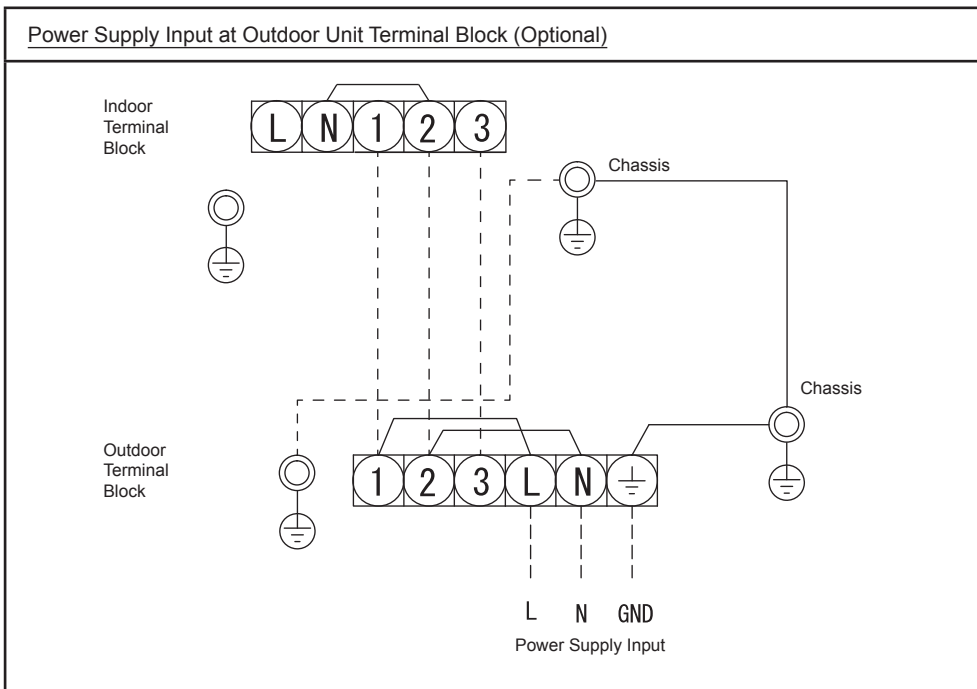 Power Supply Input at Outdoor Unit Terminal Block (Optional)
Indoor
Terminal
Block
L N 1 2 3
Chassis
Chassis
Outdoor
Terminal
Block
1 2 3 L N
L N GND
Power Supply Input